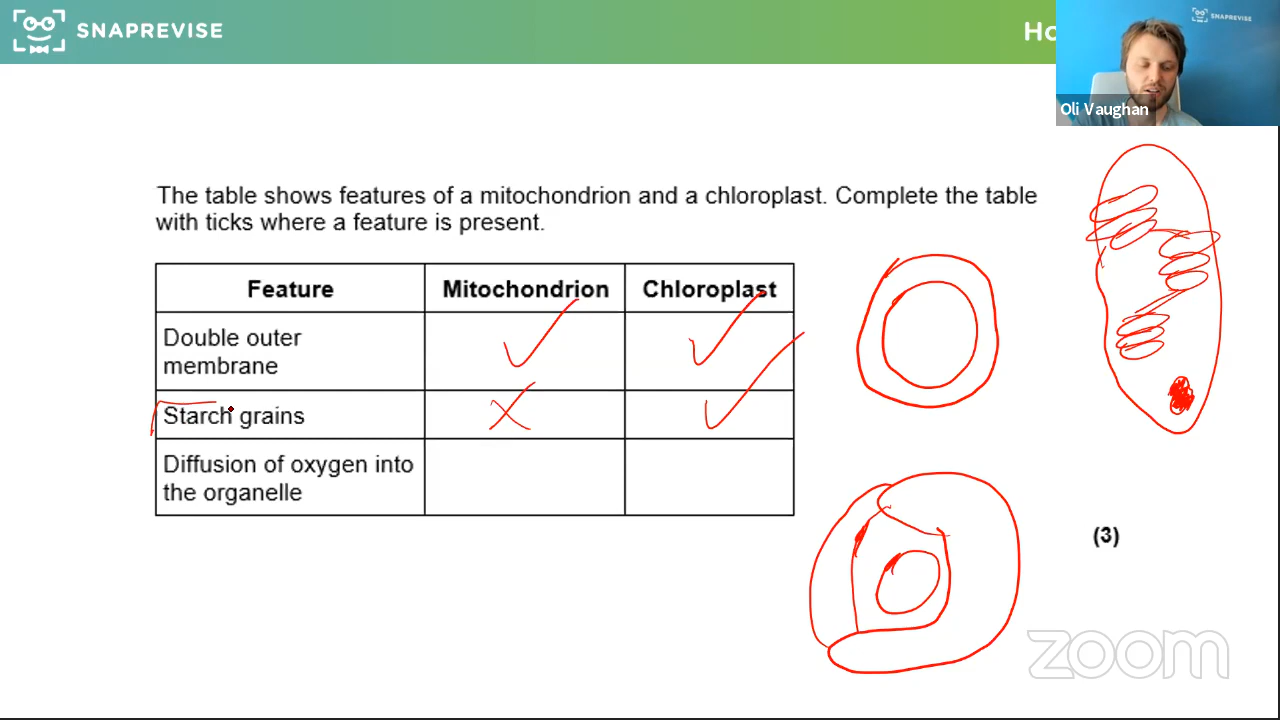 SNAPREVISE
Ho
SNAPREVISE
Oli Vaughan
The table shows features of a mitochondrion and a chloroplast. Complete the table
with ticks where a feature is present.
Feature Mitochondrion Chloroplast
Double outer
membrane
Starch grains
Diffusion of oxygen into
the organelle
(3)
zoom